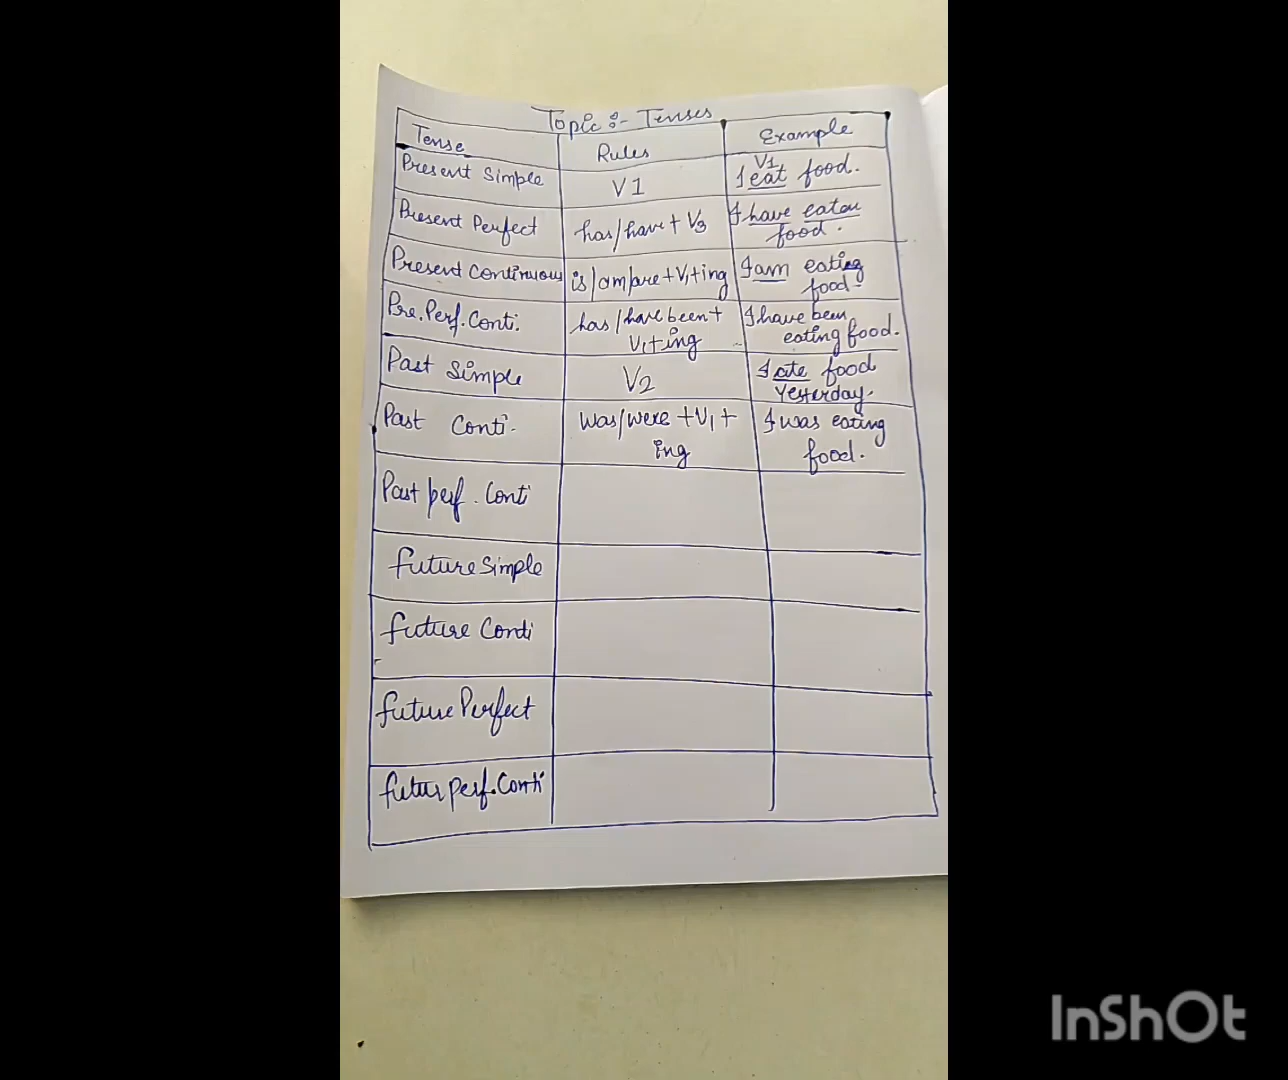 Topic :- Tenses
Tense Rules Example
Present Simple V1 V1 I eat food.
Present Perfect has/have + V3 I have eaten food.
Present Continuous is/am/are + V1 + ing I am eating food.
Pre. Perf. Conti. has/have been + V1 + ing I have been eating food.
Past Simple V2 I ate food Yesterday.
Past Conti. was/were + V1 + ing I was eating food.
Past perf. Conti
future Simple
future Conti
future Perfect
futur perf. Conti
InShOt